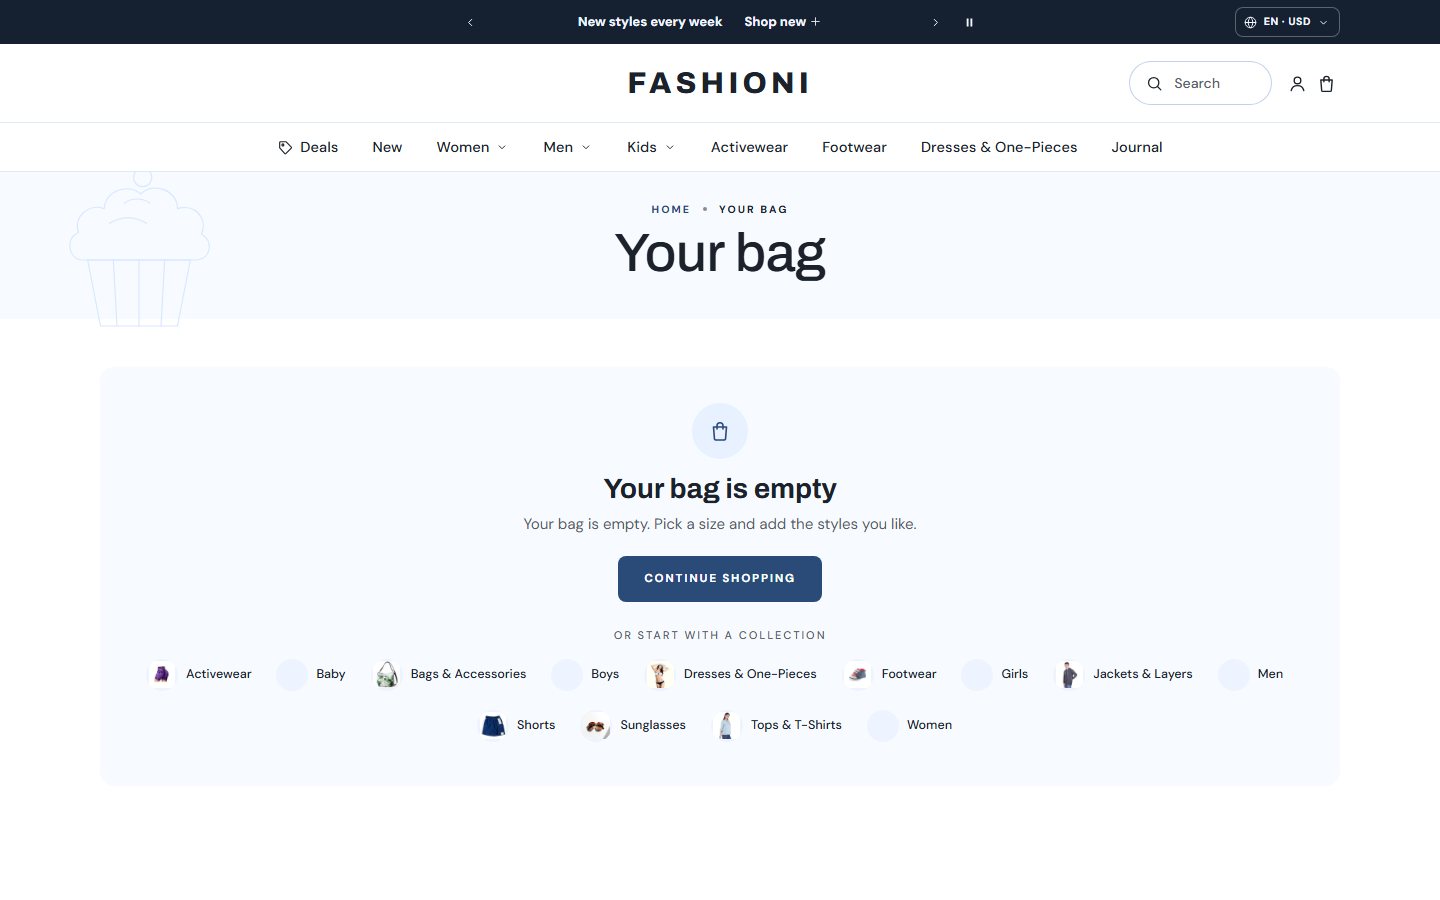 New styles every week Shop new +
EN · USD
FASHIONI
Search
Deals New Women Men Kids Activewear Footwear Dresses & One-Pieces Journal
HOME • YOUR BAG
Your bag
Your bag is empty
Your bag is empty. Pick a size and add the styles you like.
CONTINUE SHOPPING
OR START WITH A COLLECTION
Activewear Baby Bags & Accessories Boys Dresses & One-Pieces Footwear Girls Jackets & Layers Men
Shorts Sunglasses Tops & T-Shirts Women